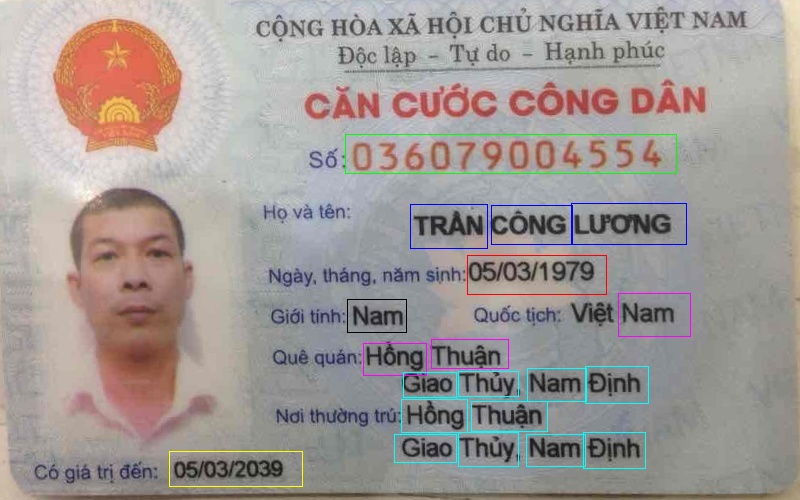 CỘNG HÒA XÃ HỘI CHỦ NGHĨA VIỆT NAM
Độc lập - Tự do - Hạnh phúc
CĂN CƯỚC CÔNG DÂN
Số: 036079004554
Họ và tên: TRẦN CÔNG LƯƠNG
Ngày, tháng, năm sinh: 05/03/1979
Giới tính: Nam Quốc tịch: Việt Nam
Quê quán: Hồng Thuận
Giao Thủy, Nam Định
Nơi thường trú: Hồng Thuận
Giao Thủy, Nam Định
Có giá trị đến: 05/03/2039